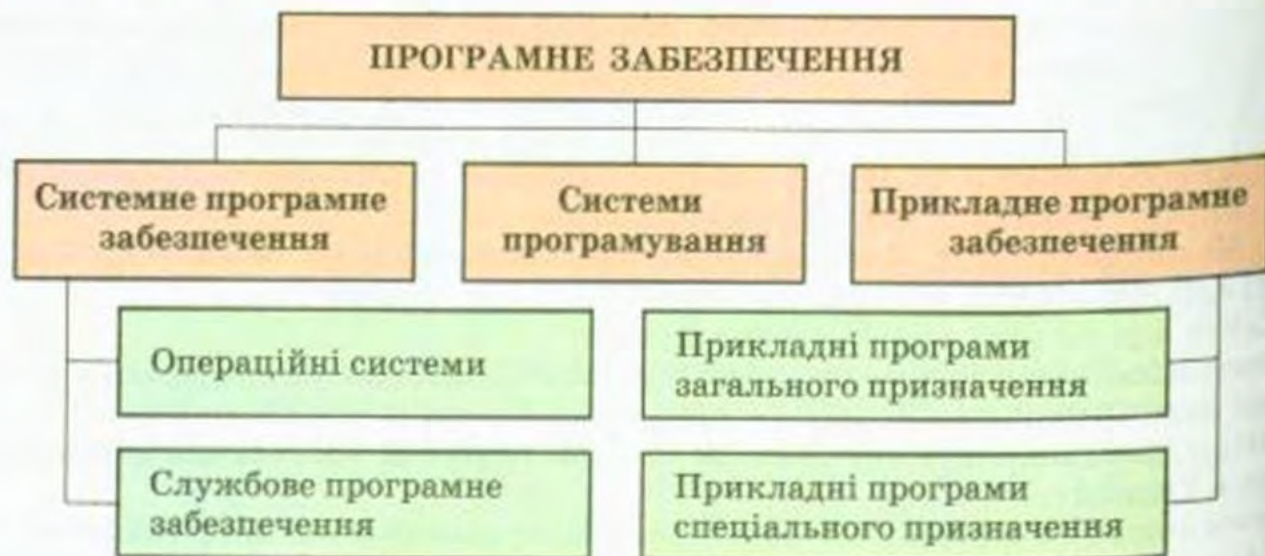 ПРОГРАМНЕ ЗАБЕЗПЕЧЕННЯ
Системне програмне
забезпечення
Системи
програмування
Прикладне програмне
забезпечення
Операційні системи
Службове програмне
забезпечення
Прикладні програми
загального призначення
Прикладні програми
спеціального призначення